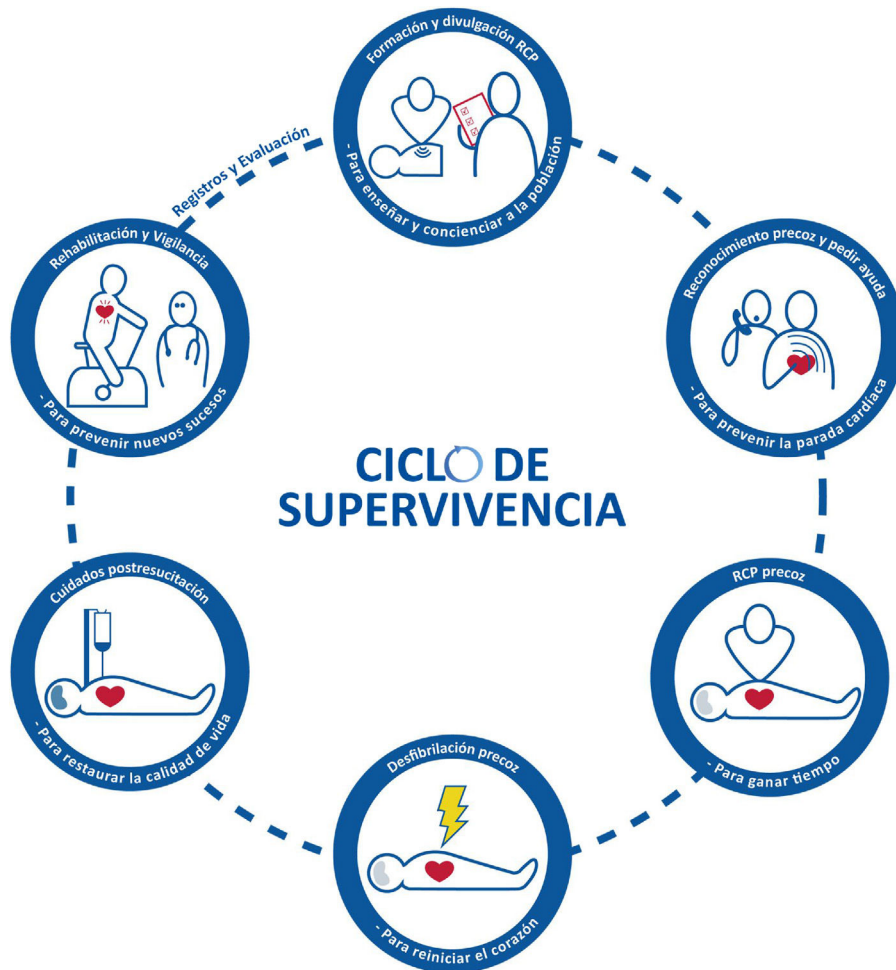 Formación y divulgación RCP
- Para enseñar y concienciar a la población
Registros y Evaluación
Rehabilitación y Vigilancia
- Para prevenir nuevos sucesos
Reconocimiento precoz y pedir ayuda
- Para prevenir la parada cardíaca
CICLO DE
SUPERVIVENCIA
Cuidados postresucitación
- Para restaurar la calidad de vida
RCP precoz
- Para ganar tiempo
Desfibrilación precoz
- Para reiniciar el corazón